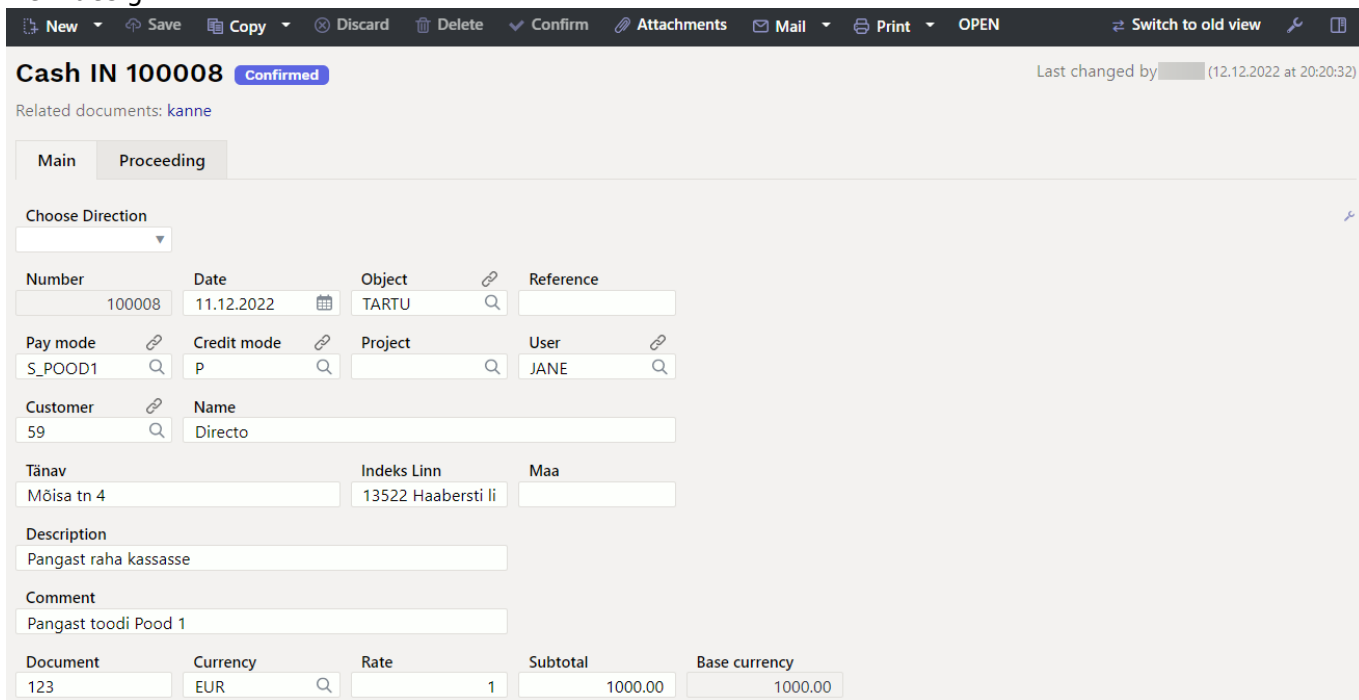 New Save Copy Discard Delete Confirm Attachments Mail Print OPEN Switch to old view
Cash IN 100008 Confirmed Last changed by (12.12.2022 at 20:20:32)
Related documents: kanne
Main Proceeding
Choose Direction
Number Date Object Reference
100008 11.12.2022 TARTU
Pay mode Credit mode Project User
S_POOD1 P JANE
Customer Name
59 Directo
Tänav Indeks Linn Maa
Mõisa tn 4 13522 Haabersti li
Description
Pangast raha kassasse
Comment
Pangast toodi Pood 1
Document Currency Rate Subtotal Base currency
123 EUR 1 1000.00 1000.00